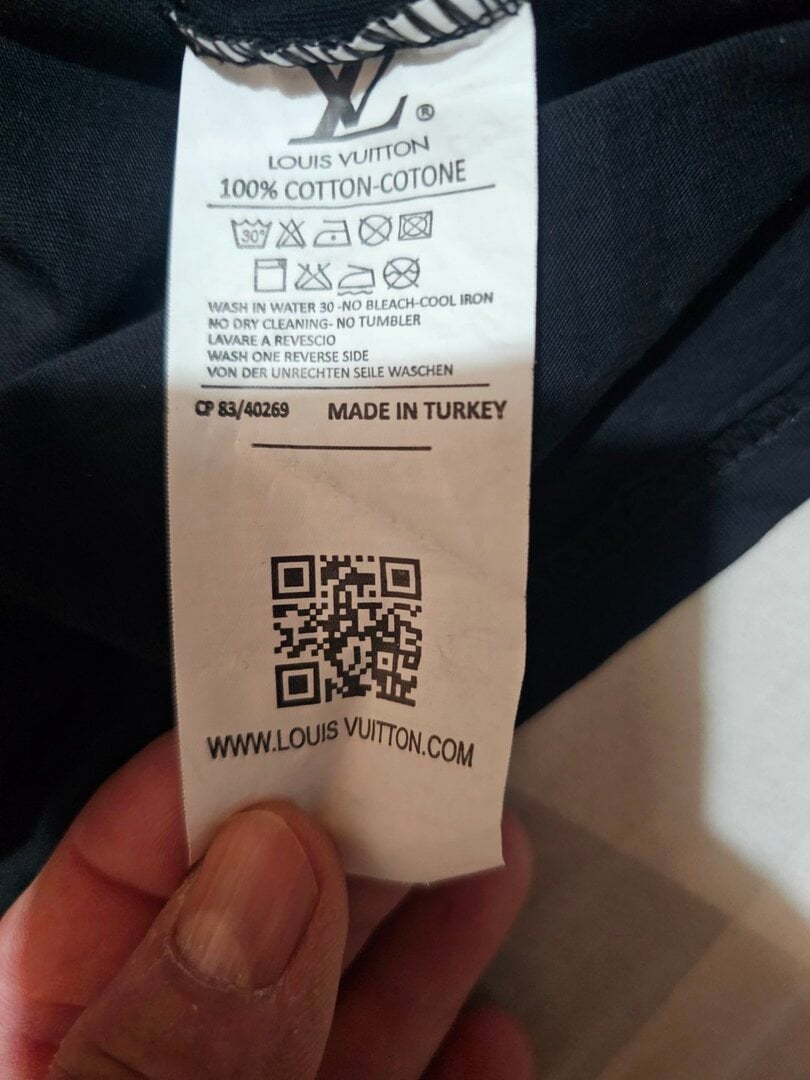 LV®
LOUIS VUITTON
100% COTTON-COTONE
30°
WASH IN WATER 30 -NO BLEACH-COOL IRON
NO DRY CLEANING- NO TUMBLER
LAVARE A REVESCIO
WASH ONE REVERSE SIDE
VON DER UNRECHTEN SEILE WASCHEN
CP 83/40269 MADE IN TURKEY
WWW.LOUIS VUITTON.COM